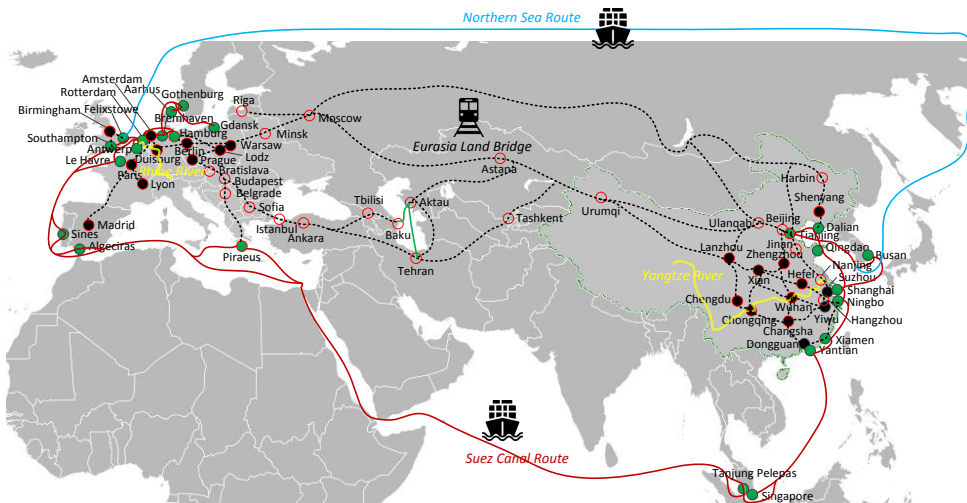 Northern Sea Route
Amsterdam
Aarhus
Rotterdam
Gothenburg
Birmingham
Felixstowe
Bremhaven
Riga
Moscow
Southampton
Gdansk
Minsk
Antwerp
Hamburg
Warsaw
Eurasia Land Bridge
Le Havre
Duisburg
Berlin
Lodz
Prague
Rhine River
Bratislava
Astana
Paris
Budapest
Harbin
Lyon
Belgrade
Aktau
Urumqi
Shenyang
Sofia
Tbilisi
Tashkent
Ulanqab
Beijing
Madrid
Istanbul
Baku
Tianjing
Dalian
Sines
Ankara
Jinan
Qingdao
Algeciras
Piraeus
Tehran
Lanzhou
Zhengzhou
Busan
Yangtze River
Xian
Hefei
Nanjing
Suzhou
Chengdu
Wuhan
Shanghai
Ningbo
Chongqing
Yiwu
Hangzhou
Changsha
Dongguan
Xiamen
Yantian
Suez Canal Route
Tanjung Pelepas
Singapore